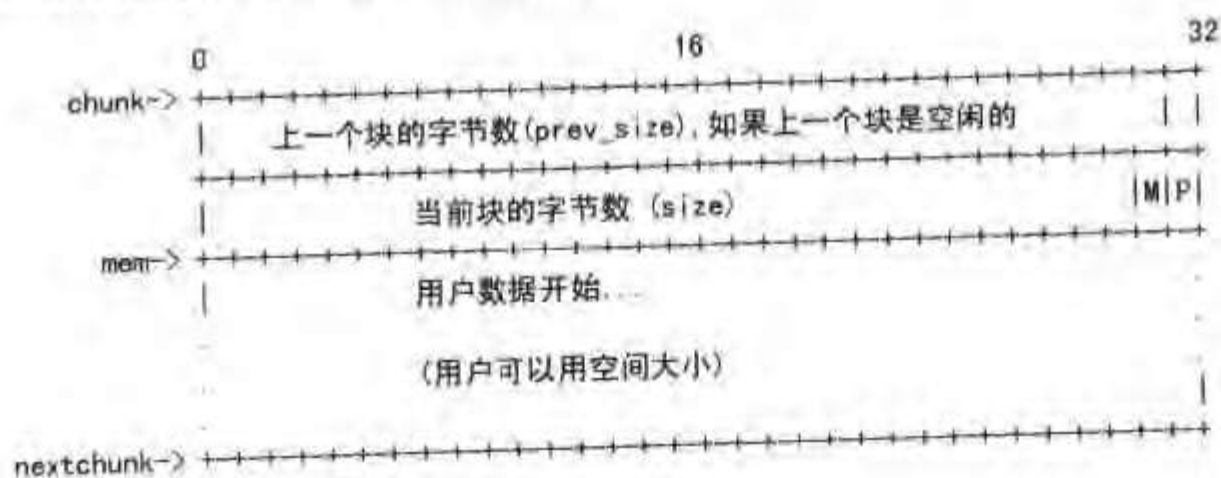 0 16 32
chunk-> +-+-+-+-+-+-+-+-+-+-+-+-+-+-+-+-+-+-+-+-+-+-+-+-+-+-+-+-+-+-+-+-+
| 上一个块的字节数(prev_size),如果上一个块是空闲的 | |
+-+-+-+-+-+-+-+-+-+-+-+-+-+-+-+-+-+-+-+-+-+-+-+-+-+-+-+-+-+-+-+-+
| 当前块的字节数 (size) |M|P|
mem-> +-+-+-+-+-+-+-+-+-+-+-+-+-+-+-+-+-+-+-+-+-+-+-+-+-+-+-+-+-+-+-+-+
| 用户数据开始... .
(用户可以用空间大小)
|
nextchunk-> +-+-+-+-+-+-+-+-+-+-+-+-+-+-+-+-+-+-+-+-+-+-+-+-+-+-+-+-+-+-+-+-+